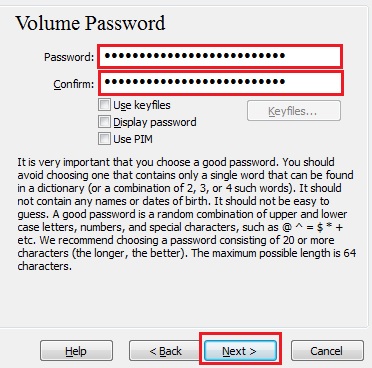 Volume Password
Password: ••••••••••••••••••••••••••
Confirm: ••••••••••••••••••••••••••
Use keyfiles Keyfiles...
Display password
Use PIM
It is very important that you choose a good password. You should
avoid choosing one that contains only a single word that can be found
in a dictionary (or a combination of 2, 3, or 4 such words). It should
not contain any names or dates of birth. It should not be easy to
guess. A good password is a random combination of upper and lower
case letters, numbers, and special characters, such as @ ^ = $ * +
etc. We recommend choosing a password consisting of 20 or more
characters (the longer, the better). The maximum possible length is 64
characters.
Help < Back Next > Cancel